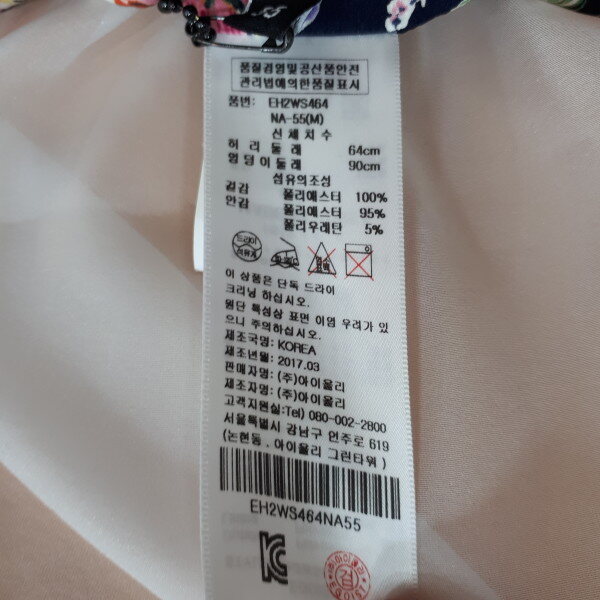 품질경영및공산품안전
관리법에의한품질표시
품번: EH2WS464
NA-55(M)
신체치수
허리둘레 64cm
엉덩이둘레 90cm
섬유의조성
겉감 폴리에스터 100%
안감 폴리에스터 95%
폴리우레탄 5%
드라이
석유계
이 상품은 단독 드라이
크리닝 하십시오.
원단 특성상 표면 이염 우려가 있
으니 주의하십시오.
제조국명: KOREA
제조년월: 2017.03
판매자명: (주)아이올리
제조자명: (주)아이올리
고객지원실:Tel) 080-002-2800
서울특별시 강남구 언주로 619
(논현동 . 아이올리 그린타워 )
EH2WS464NA55